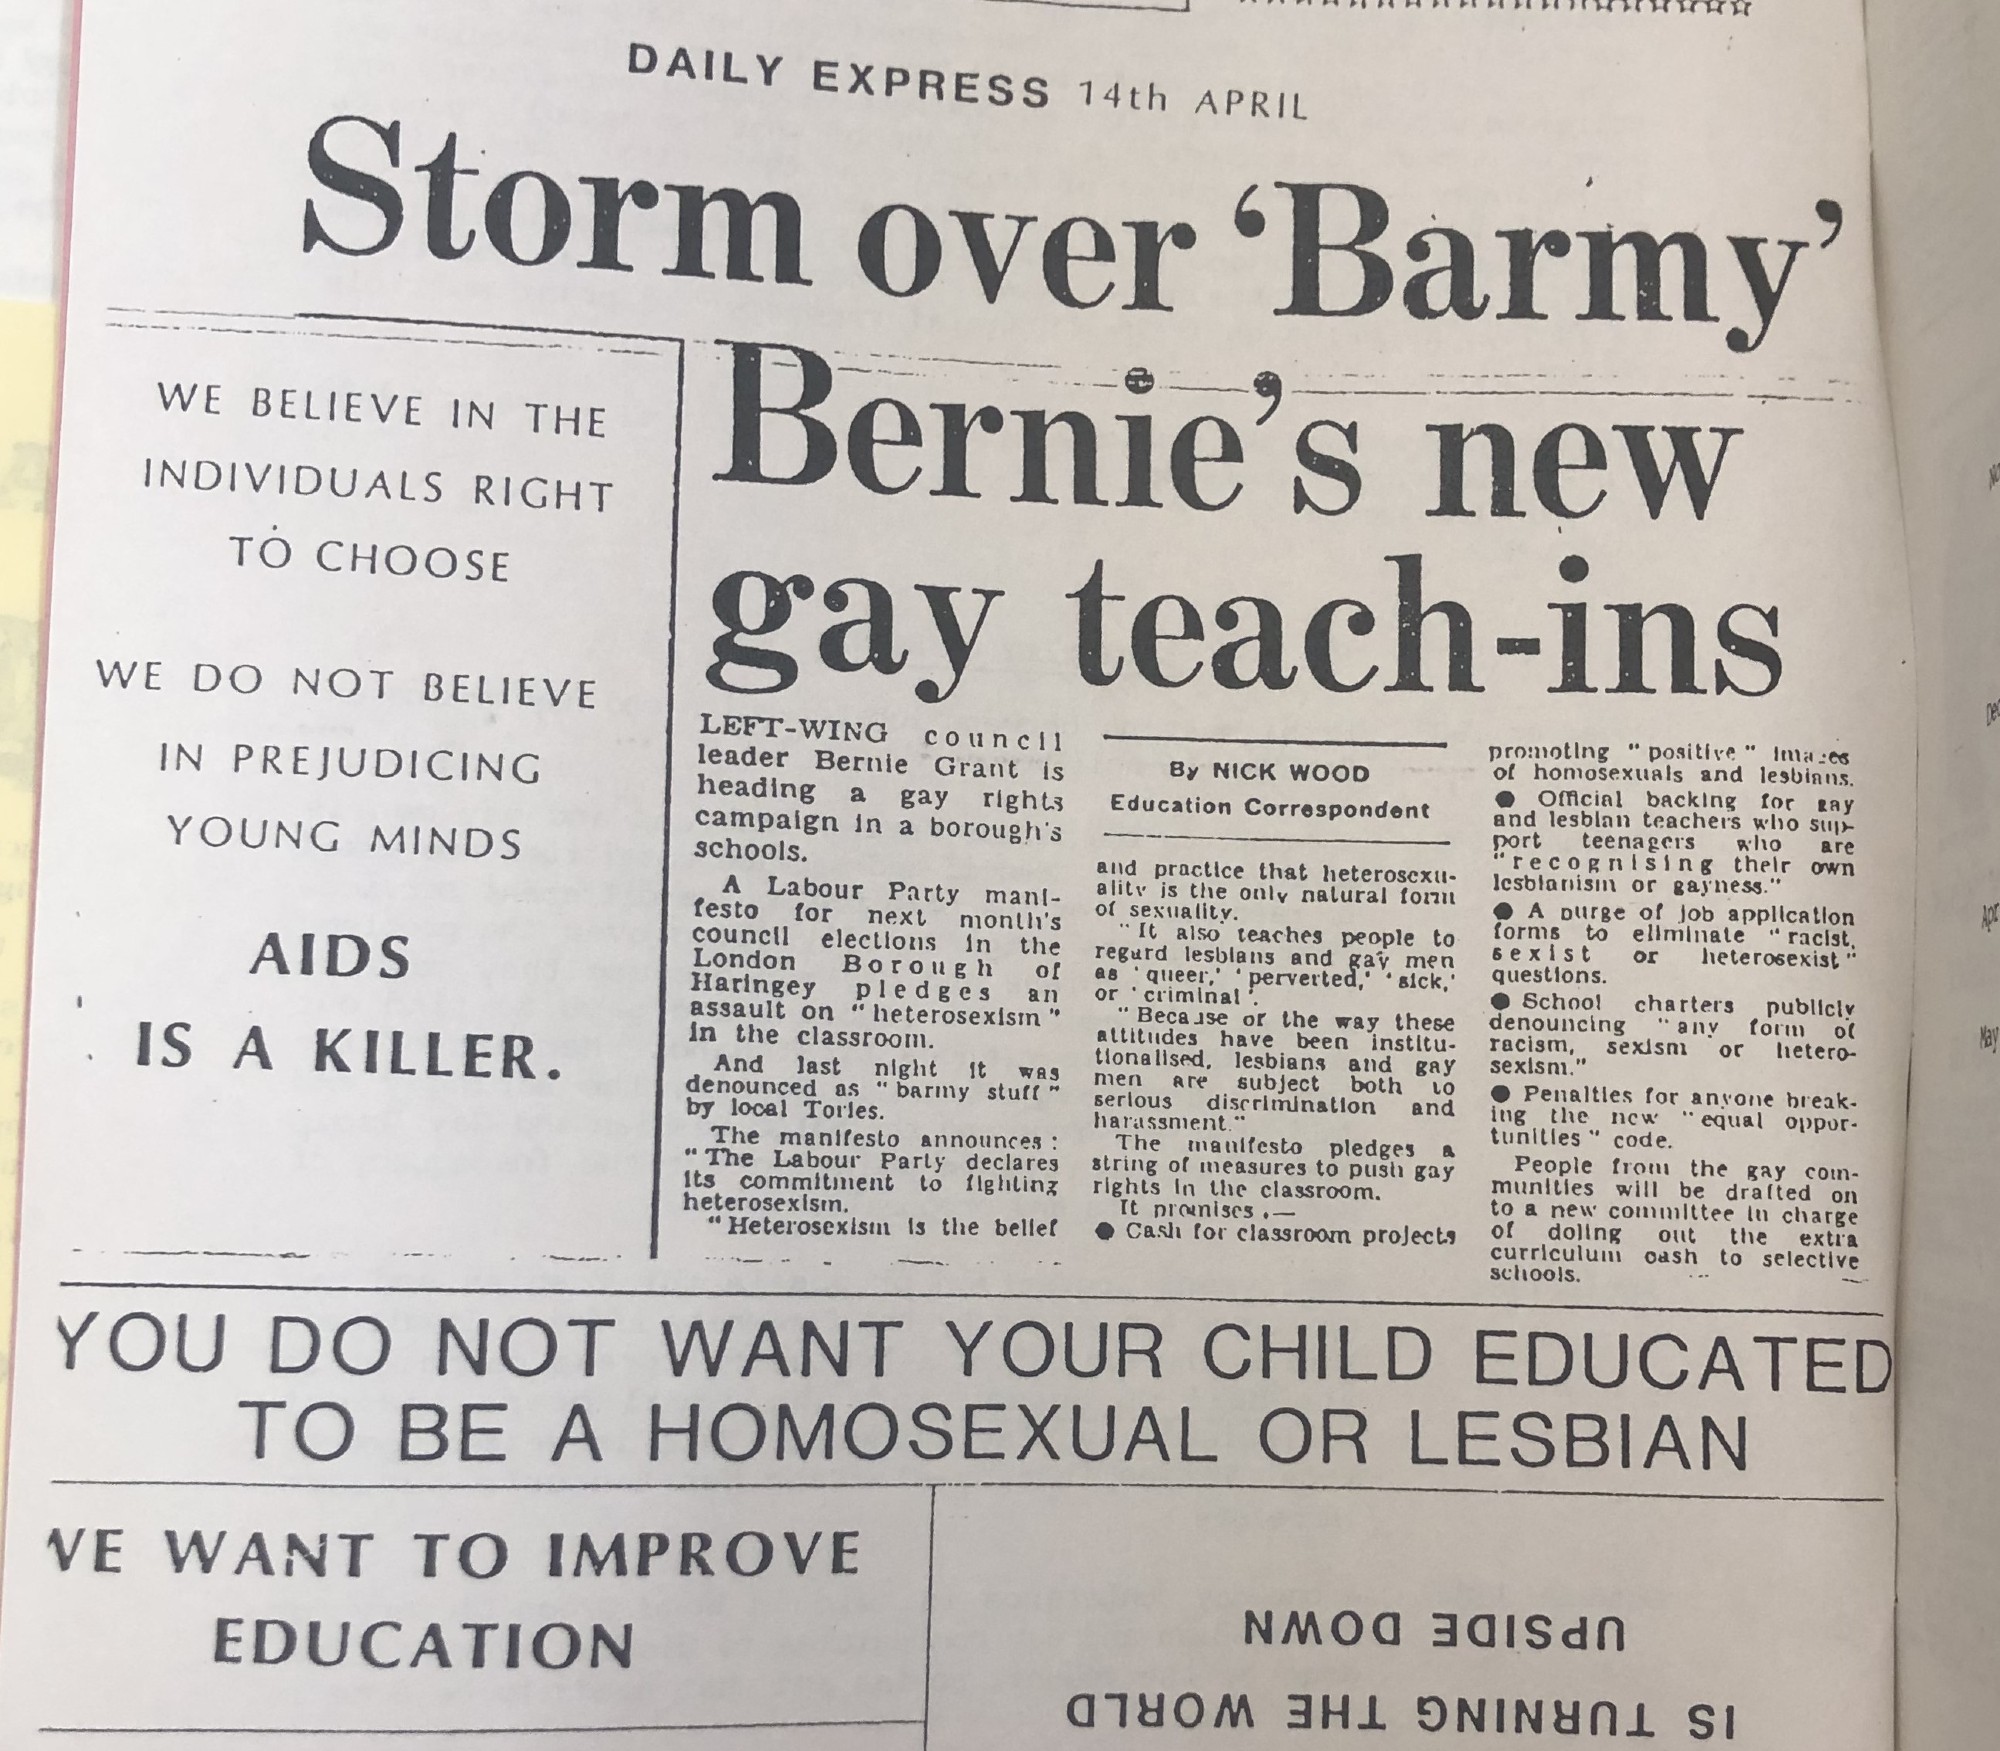 DAILY EXPRESS 14th APRIL
Storm over 'Barmy'
Bernie's new
gay teach-ins
WE BELIEVE IN THE
INDIVIDUALS RIGHT
TO CHOOSE
WE DO NOT BELIEVE
IN PREJUDICING
YOUNG MINDS
AIDS
IS A KILLER.
LEFT-WING council
leader Bernie Grant is
heading a gay rights
campaign in a borough's
schools.
A Labour Party mani-
festo for next month's
council elections in the
London Borough of
Haringey pledges an
assault on "heterosexism"
in the classroom.
And last night it was
denounced as "barmy stuff"
by local Tories.
The manifesto announces:
"The Labour Party declares
its commitment to fighting
heterosexism.
"Heterosexism is the belief
By NICK WOOD
Education Correspondent
and practice that heterosexu-
ality is the only natural form
of sexuality.
"It also teaches people to
regard lesbians and gay men
as 'queer,' 'perverted,' 'sick,'
or 'criminal'.
"Because of the way these
attitudes have been institu-
tionalised, lesbians and gay
men are subject both to
serious discrimination and
harassment."
The manifesto pledges a
string of measures to push gay
rights in the classroom.
It promises :—
● Cash for classroom projects
promoting "positive" images
of homosexuals and lesbians.
● Official backing for gay
and lesbian teachers who sup-
port teenagers who are
"recognising their own
lesbianism or gayness."
● A purge of job application
forms to eliminate "racist,
sexist or heterosexist"
questions.
● School charters publicly
denouncing "any form of
racism, sexism or hetero-
sexism."
● Penalties for anyone break-
ing the new "equal oppor-
tunities" code.
People from the gay com-
munities will be drafted on
to a new committee in charge
of doling out the extra
curriculum cash to selective
schools.
YOU DO NOT WANT YOUR CHILD EDUCATED
TO BE A HOMOSEXUAL OR LESBIAN
WE WANT TO IMPROVE
EDUCATION
IS TURNING THE WORLD
UPSIDE DOWN